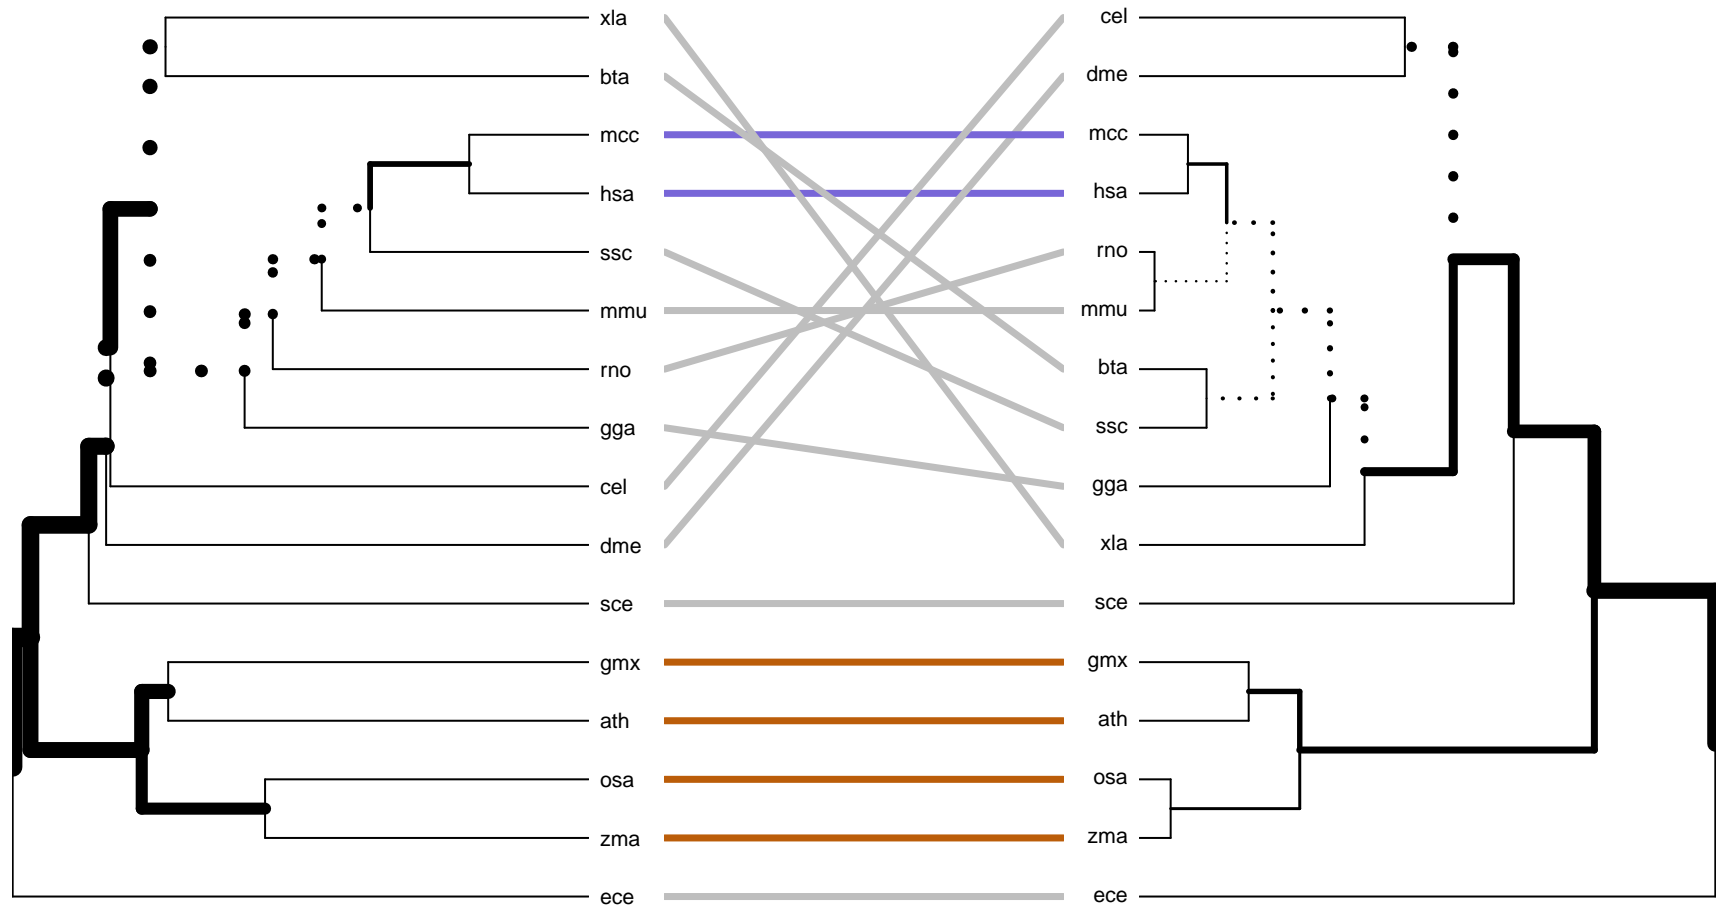 xla cel
bta dme
mcc mcc
hsa hsa
ssc rno
mmu mmu
rno bta
gga ssc
cel gga
dme xla
sce sce
gmx gmx
ath ath
osa osa
zma zma
ece ece